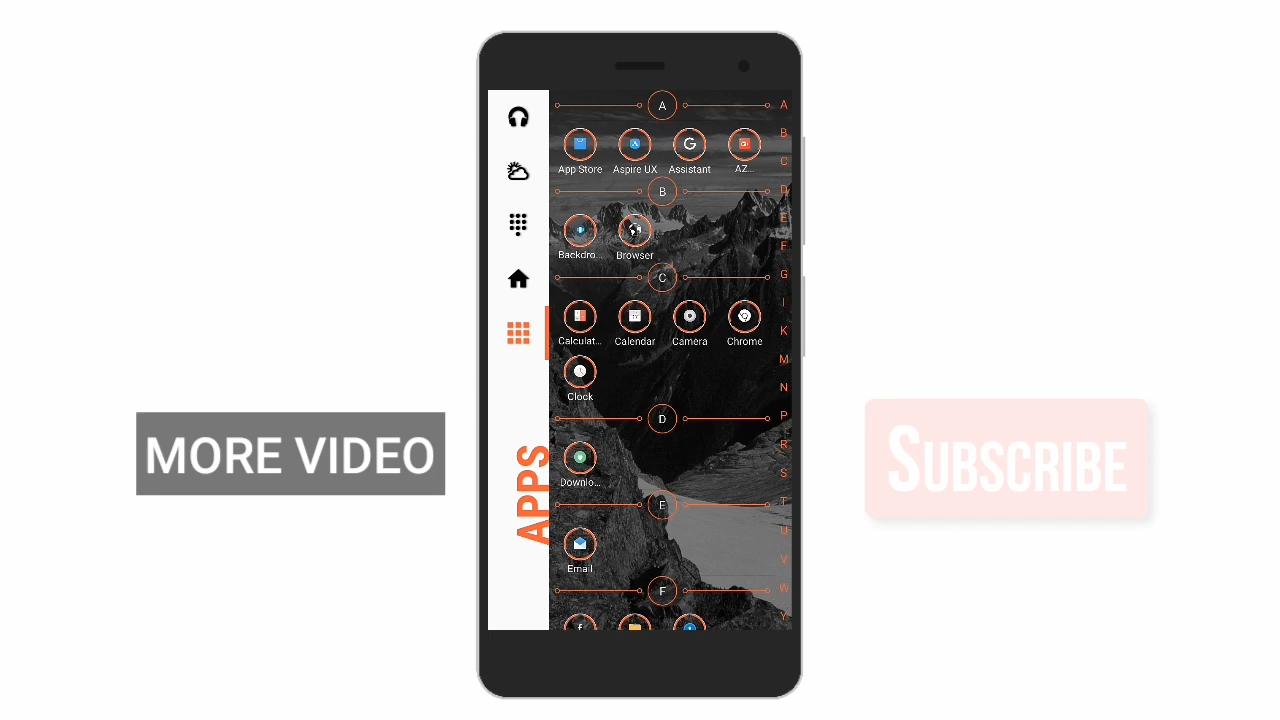 A
App Store Aspire UX Assistant AZ...
B
Backdro... Browser
C
Calculat... Calendar Camera Chrome
Clock
D
Downlo...
E
Email
F
A
B
C
D
E
F
G
I
K
M
N
P
R
S
T
U
V
W
Y
APPS
MORE VIDEO
SUBSCRIBE